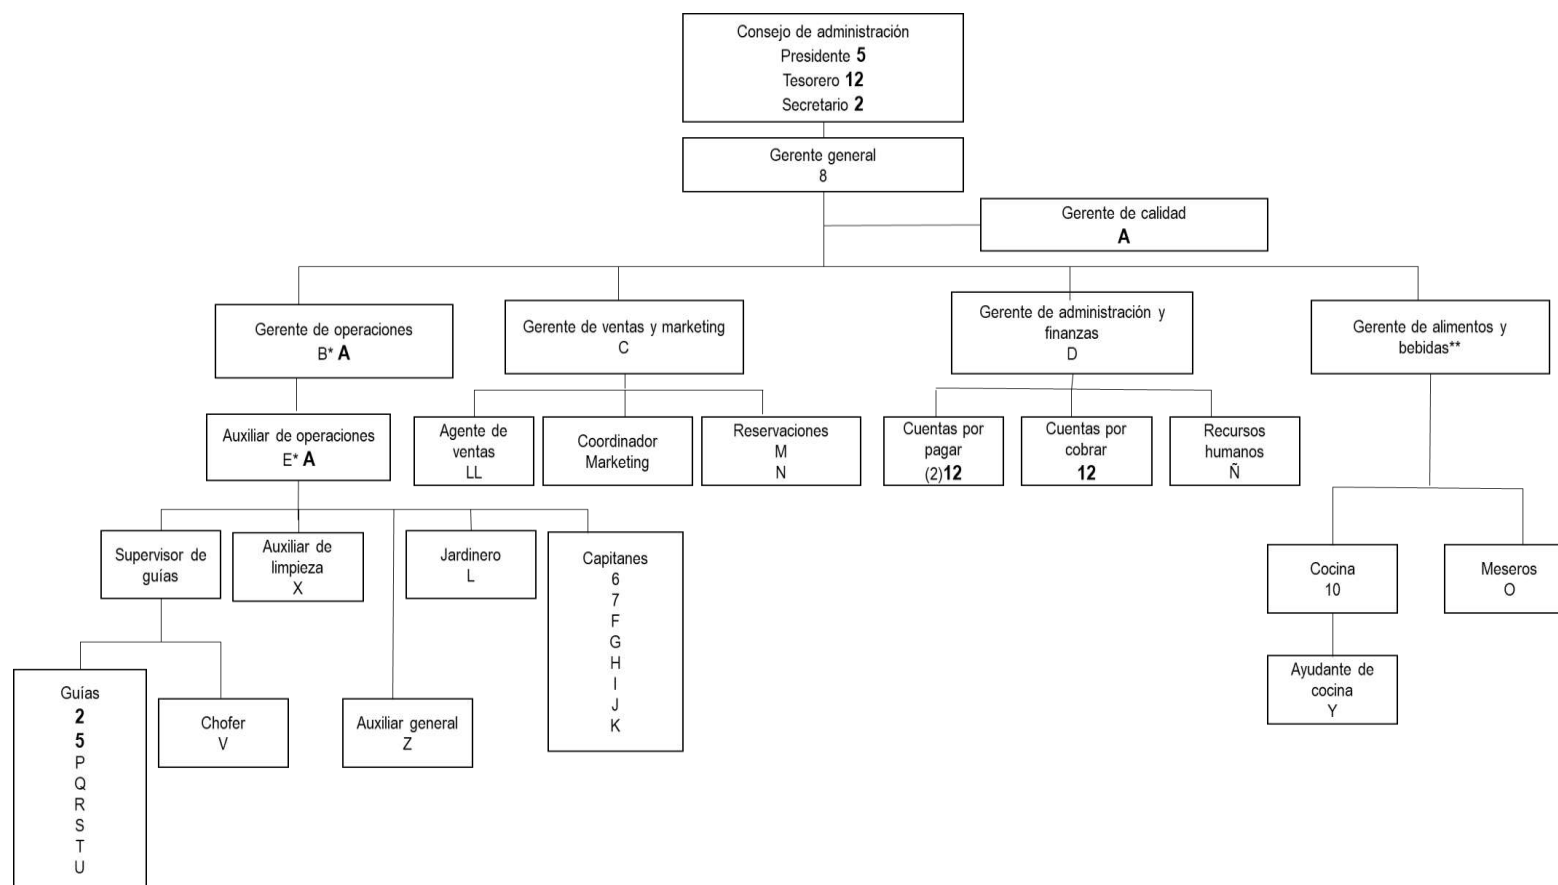 Consejo de administración
Presidente 5
Tesorero 12
Secretario 2
Gerente general
8
Gerente de calidad
A
Gerente de operaciones
B* A
Gerente de ventas y marketing
C
Gerente de administración y
finanzas
D
Gerente de alimentos y
bebidas**
Auxiliar de operaciones
E* A
Agente de
ventas
LL
Coordinador
Marketing
Reservaciones
M
N
Cuentas por
pagar
(2)12
Cuentas por
cobrar
12
Recursos
humanos
Ñ
Supervisor de
guías
Auxiliar de
limpieza
X
Jardinero
L
Capitanes
6
7
F
G
H
I
J
K
Cocina
10
Meseros
O
Guías
2
5
P
Q
R
S
T
U
Chofer
V
Auxiliar general
Z
Ayudante de
cocina
Y